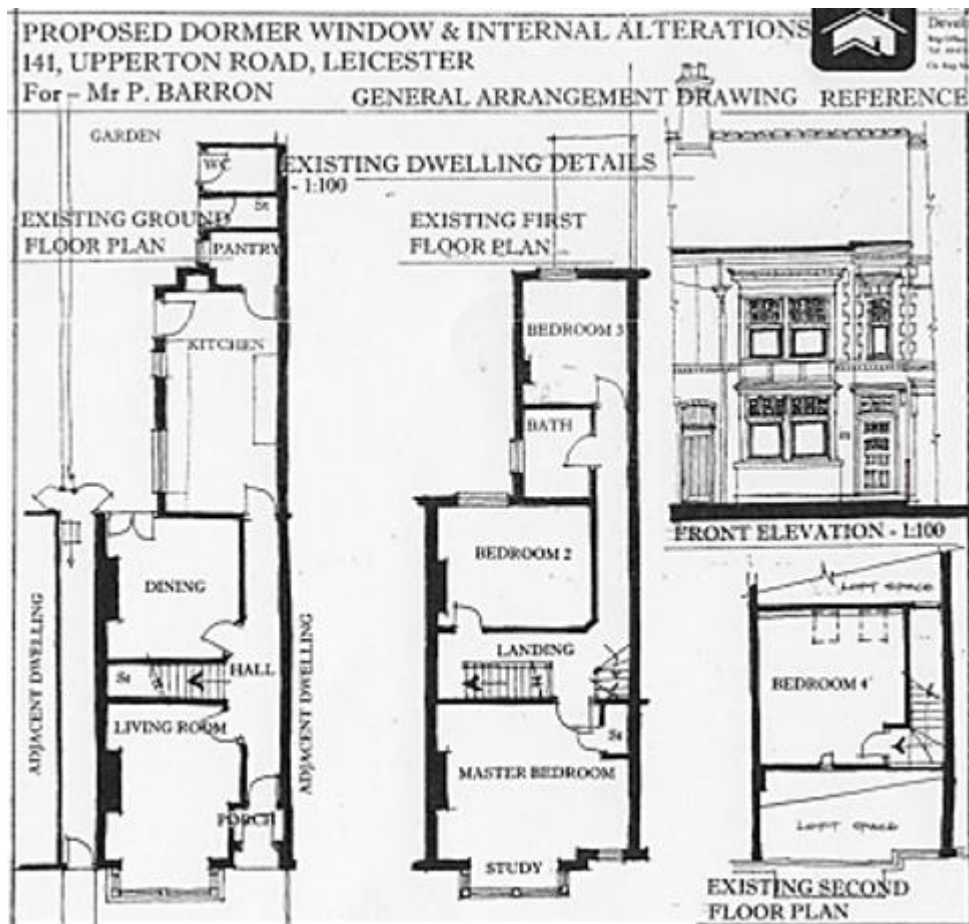 PROPOSED DORMER WINDOW & INTERNAL ALTERATIONS
141, UPPERTON ROAD, LEICESTER
For - Mr P. BARRON
GENERAL ARRANGEMENT DRAWING REFERENCE
GARDEN
EXISTING DWELLING DETAILS
- 1:100
WC
St
EXISTING GROUND
FLOOR PLAN
PANTRY
KITCHEN
DINING
HALL
St
LIVING ROOM
PORCH
ADJACENT DWELLING
ADJACENT DWELLING
EXISTING FIRST
FLOOR PLAN
BEDROOM 3
BATH
BEDROOM 2
LANDING
St
MASTER BEDROOM
STUDY
FRONT ELEVATION - 1:100
LOFT SPACE
BEDROOM 4
LOFT SPACE
EXISTING SECOND
FLOOR PLAN